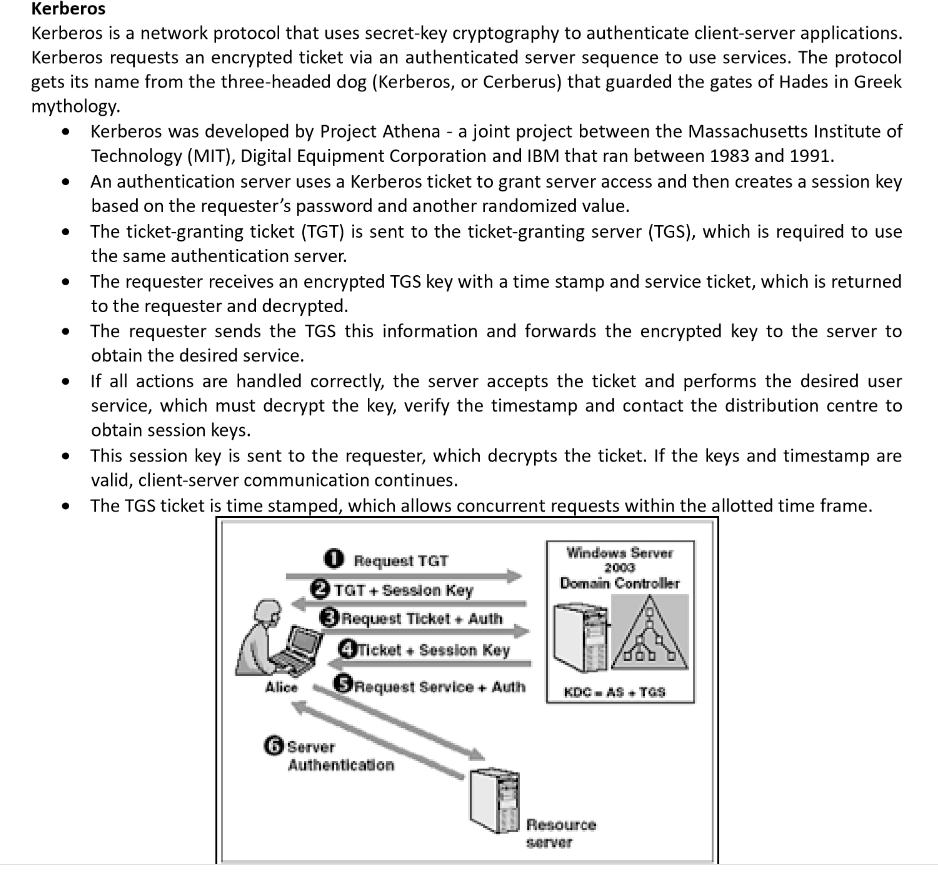 Kerberos
Kerberos is a network protocol that uses secret-key cryptography to authenticate client-server applications.
Kerberos requests an encrypted ticket via an authenticated server sequence to use services. The protocol
gets its name from the three-headed dog (Kerberos, or Cerberus) that guarded the gates of Hades in Greek
mythology.
• Kerberos was developed by Project Athena - a joint project between the Massachusetts Institute of
Technology (MIT), Digital Equipment Corporation and IBM that ran between 1983 and 1991.
• An authentication server uses a Kerberos ticket to grant server access and then creates a session key
based on the requester’s password and another randomized value.
• The ticket-granting ticket (TGT) is sent to the ticket-granting server (TGS), which is required to use
the same authentication server.
• The requester receives an encrypted TGS key with a time stamp and service ticket, which is returned
to the requester and decrypted.
• The requester sends the TGS this information and forwards the encrypted key to the server to
obtain the desired service.
• If all actions are handled correctly, the server accepts the ticket and performs the desired user
service, which must decrypt the key, verify the timestamp and contact the distribution centre to
obtain session keys.
• This session key is sent to the requester, which decrypts the ticket. If the keys and timestamp are
valid, client-server communication continues.
• The TGS ticket is time stamped, which allows concurrent requests within the allotted time frame.
1 Request TGT
2 TGT + Session Key
3 Request Ticket + Auth
4 Ticket + Session Key
5 Request Service + Auth
Alice
6 Server
Authentication
Windows Server
2003
Domain Controller
KDC = AS + TGS
Resource
server